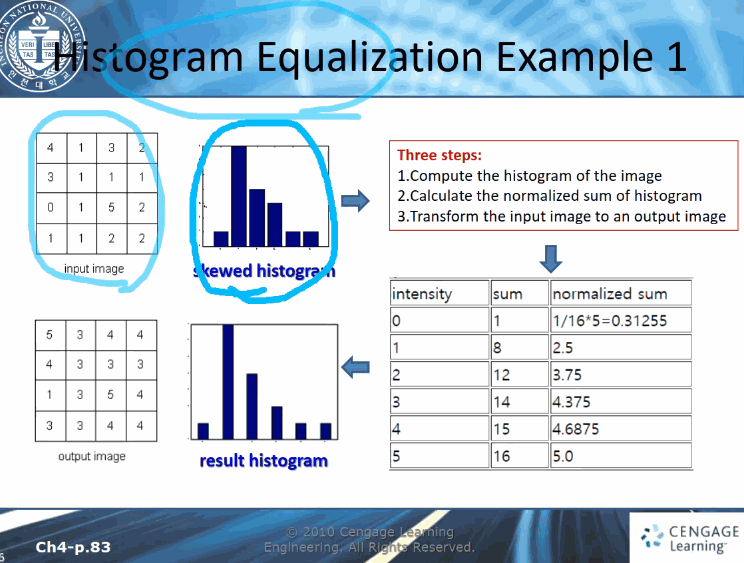 Histogram Equalization Example 1
4 1 3 2
3 1 1 1
0 1 5 2
1 1 2 2
input image
skewed histogram
Three steps:
1.Compute the histogram of the image
2.Calculate the normalized sum of histogram
3.Transform the input image to an output image
intensity sum normalized sum
0 1 1/16*5=0.31255
1 8 2.5
2 12 3.75
3 14 4.375
4 15 4.6875
5 16 5.0
5 3 4 4
4 3 3 3
1 3 5 4
3 3 4 4
output image
result histogram
Ch4-p.83
© 2010 Cengage Learning
Engineering. All Rights Reserved.
CENGAGE
Learning